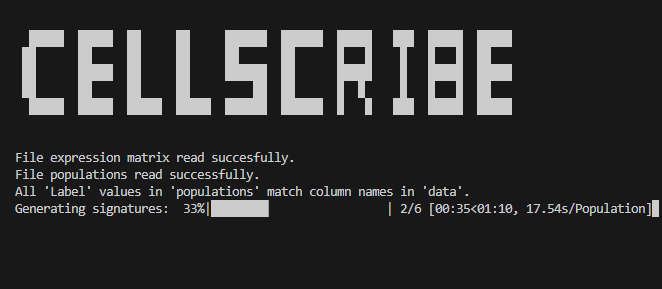 CELLSCRIBE
File expression matrix read succesfully.
File populations read successfully.
All 'Label' values in 'populations' match column names in 'data'.
Generating signatures:  33%|          | 2/6 [00:35<01:10, 17.54s/Population]